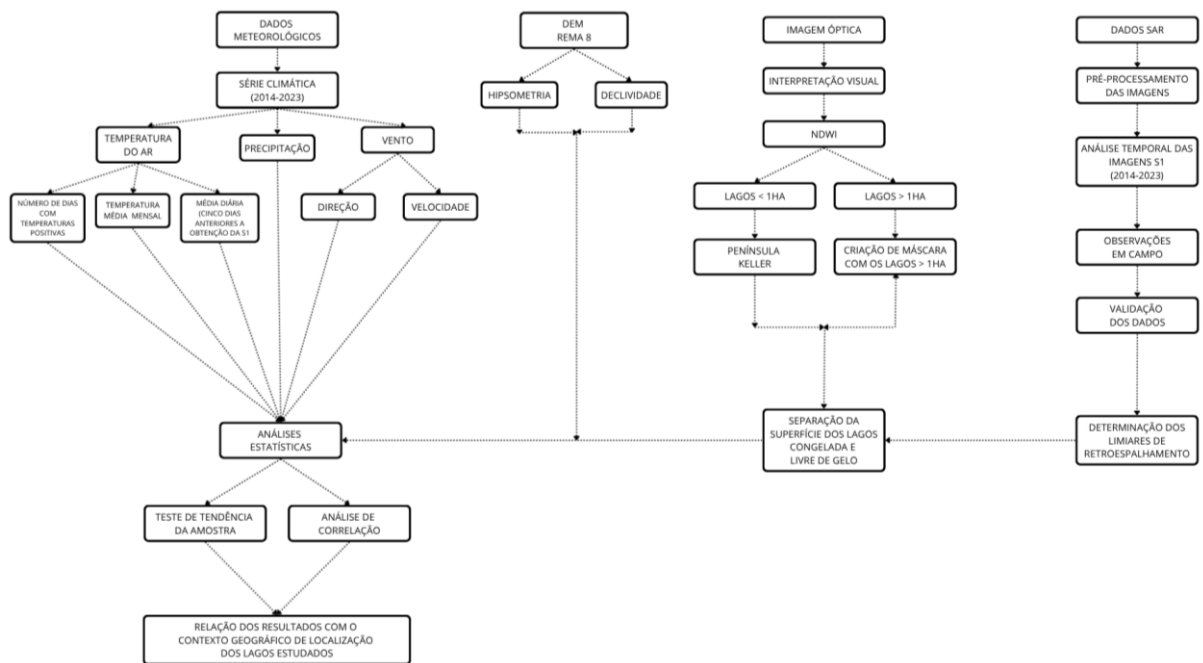 DADOS
METEOROLÓGICOS
SÉRIE CLIMÁTICA
(2014-2023)
TEMPERATURA
DO AR
PRECIPITAÇÃO
VENTO
NÚMERO DE DIAS
COM
TEMPERATURAS
POSITIVAS
TEMPERATURA
MÉDIA MENSAL
MÉDIA DIÁRIA
(CINCO DIAS
ANTERIORES A
OBTENÇÃO DA S1
DIREÇÃO
VELOCIDADE
ANÁLISES
ESTATÍSTICAS
TESTE DE TENDÊNCIA
DA AMOSTRA
ANÁLISE DE
CORRELAÇÃO
RELAÇÃO DOS RESULTADOS COM O
CONTEXTO GEOGRÁFICO DE LOCALIZAÇÃO
DOS LAGOS ESTUDADOS
DEM
REMA 8
HIPSOMETRIA
DECLIVIDADE
IMAGEM ÓPTICA
INTERPRETAÇÃO VISUAL
NDWI
LAGOS < 1HA
LAGOS > 1HA
PENÍNSULA
KELLER
CRIAÇÃO DE MÁSCARA
COM OS LAGOS > 1HA
SEPARAÇÃO DA
SUPERFÍCIE DOS LAGOS
CONGELADA E
LIVRE DE GELO
DADOS SAR
PRÉ-PROCESSAMENTO
DAS IMAGENS
ANÁLISE TEMPORAL DAS
IMAGENS S1
(2014-2023)
OBSERVAÇÕES
EM CAMPO
VALIDAÇÃO
DOS DADOS
DETERMINAÇÃO DOS
LIMIARES DE
RETROESPALHAMENTO